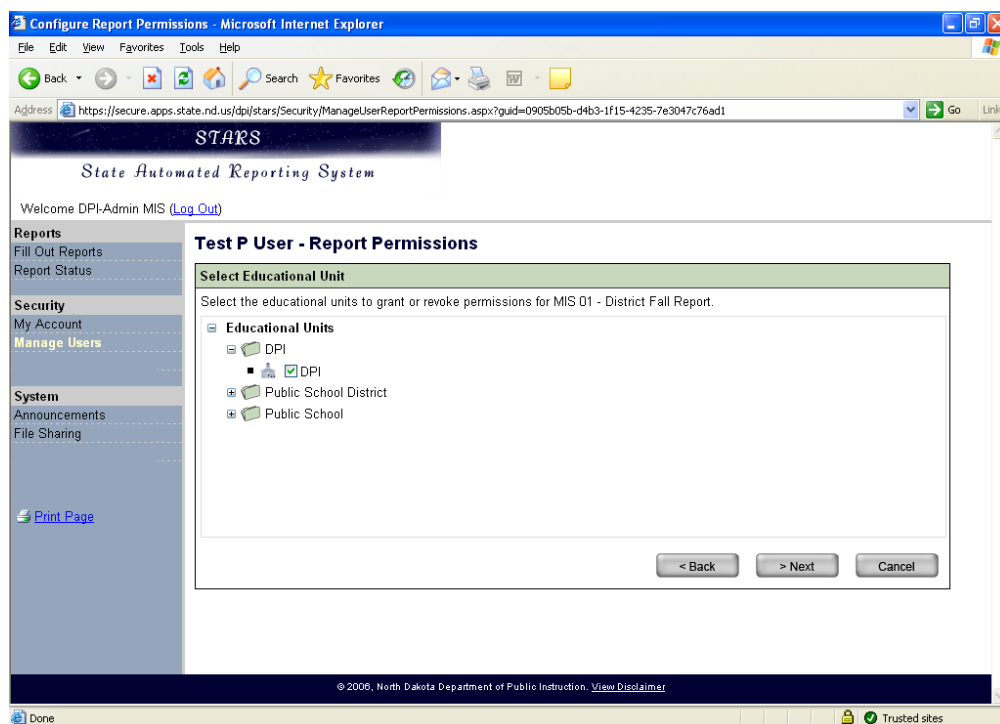 Configure Report Permissions - Microsoft Internet Explorer
File Edit View Favorites Tools Help
Back Search Favorites
Address https://secure.apps.state.nd.us/dpi/stars/Security/ManageUserReportPermissions.aspx?guid=0905b05b-d4b3-1f15-4235-7e3047c76ad1 Go Link
STARS
State Automated Reporting System
Welcome DPI-Admin MIS (Log Out)
Reports
Fill Out Reports
Report Status
Security
My Account
Manage Users
System
Announcements
File Sharing
Print Page
Test P User - Report Permissions
Select Educational Unit
Select the educational units to grant or revoke permissions for MIS 01 - District Fall Report.
Educational Units
DPI
DPI
Public School District
Public School
< Back > Next Cancel
© 2006, North Dakota Department of Public Instruction. View Disclaimer
Done Trusted sites